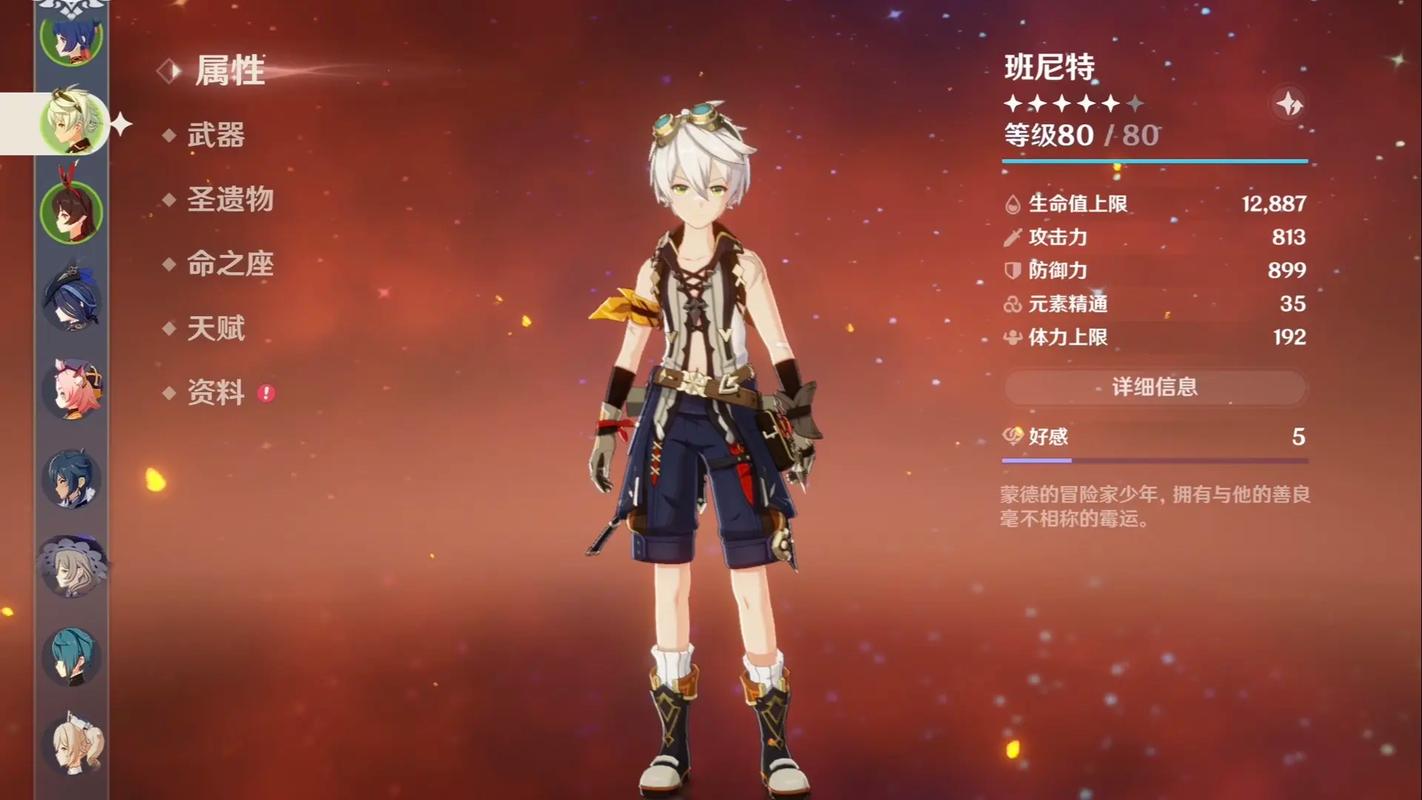 属性
武器
圣遗物
命之座
天赋
资料
班尼特
等级80 / 80
生命值上限 12,887
攻击力 813
防御力 899
元素精通 35
体力上限 192
详细信息
好感 5
蒙德的冒险家少年，拥有与他的善良
毫不相称的霉运。